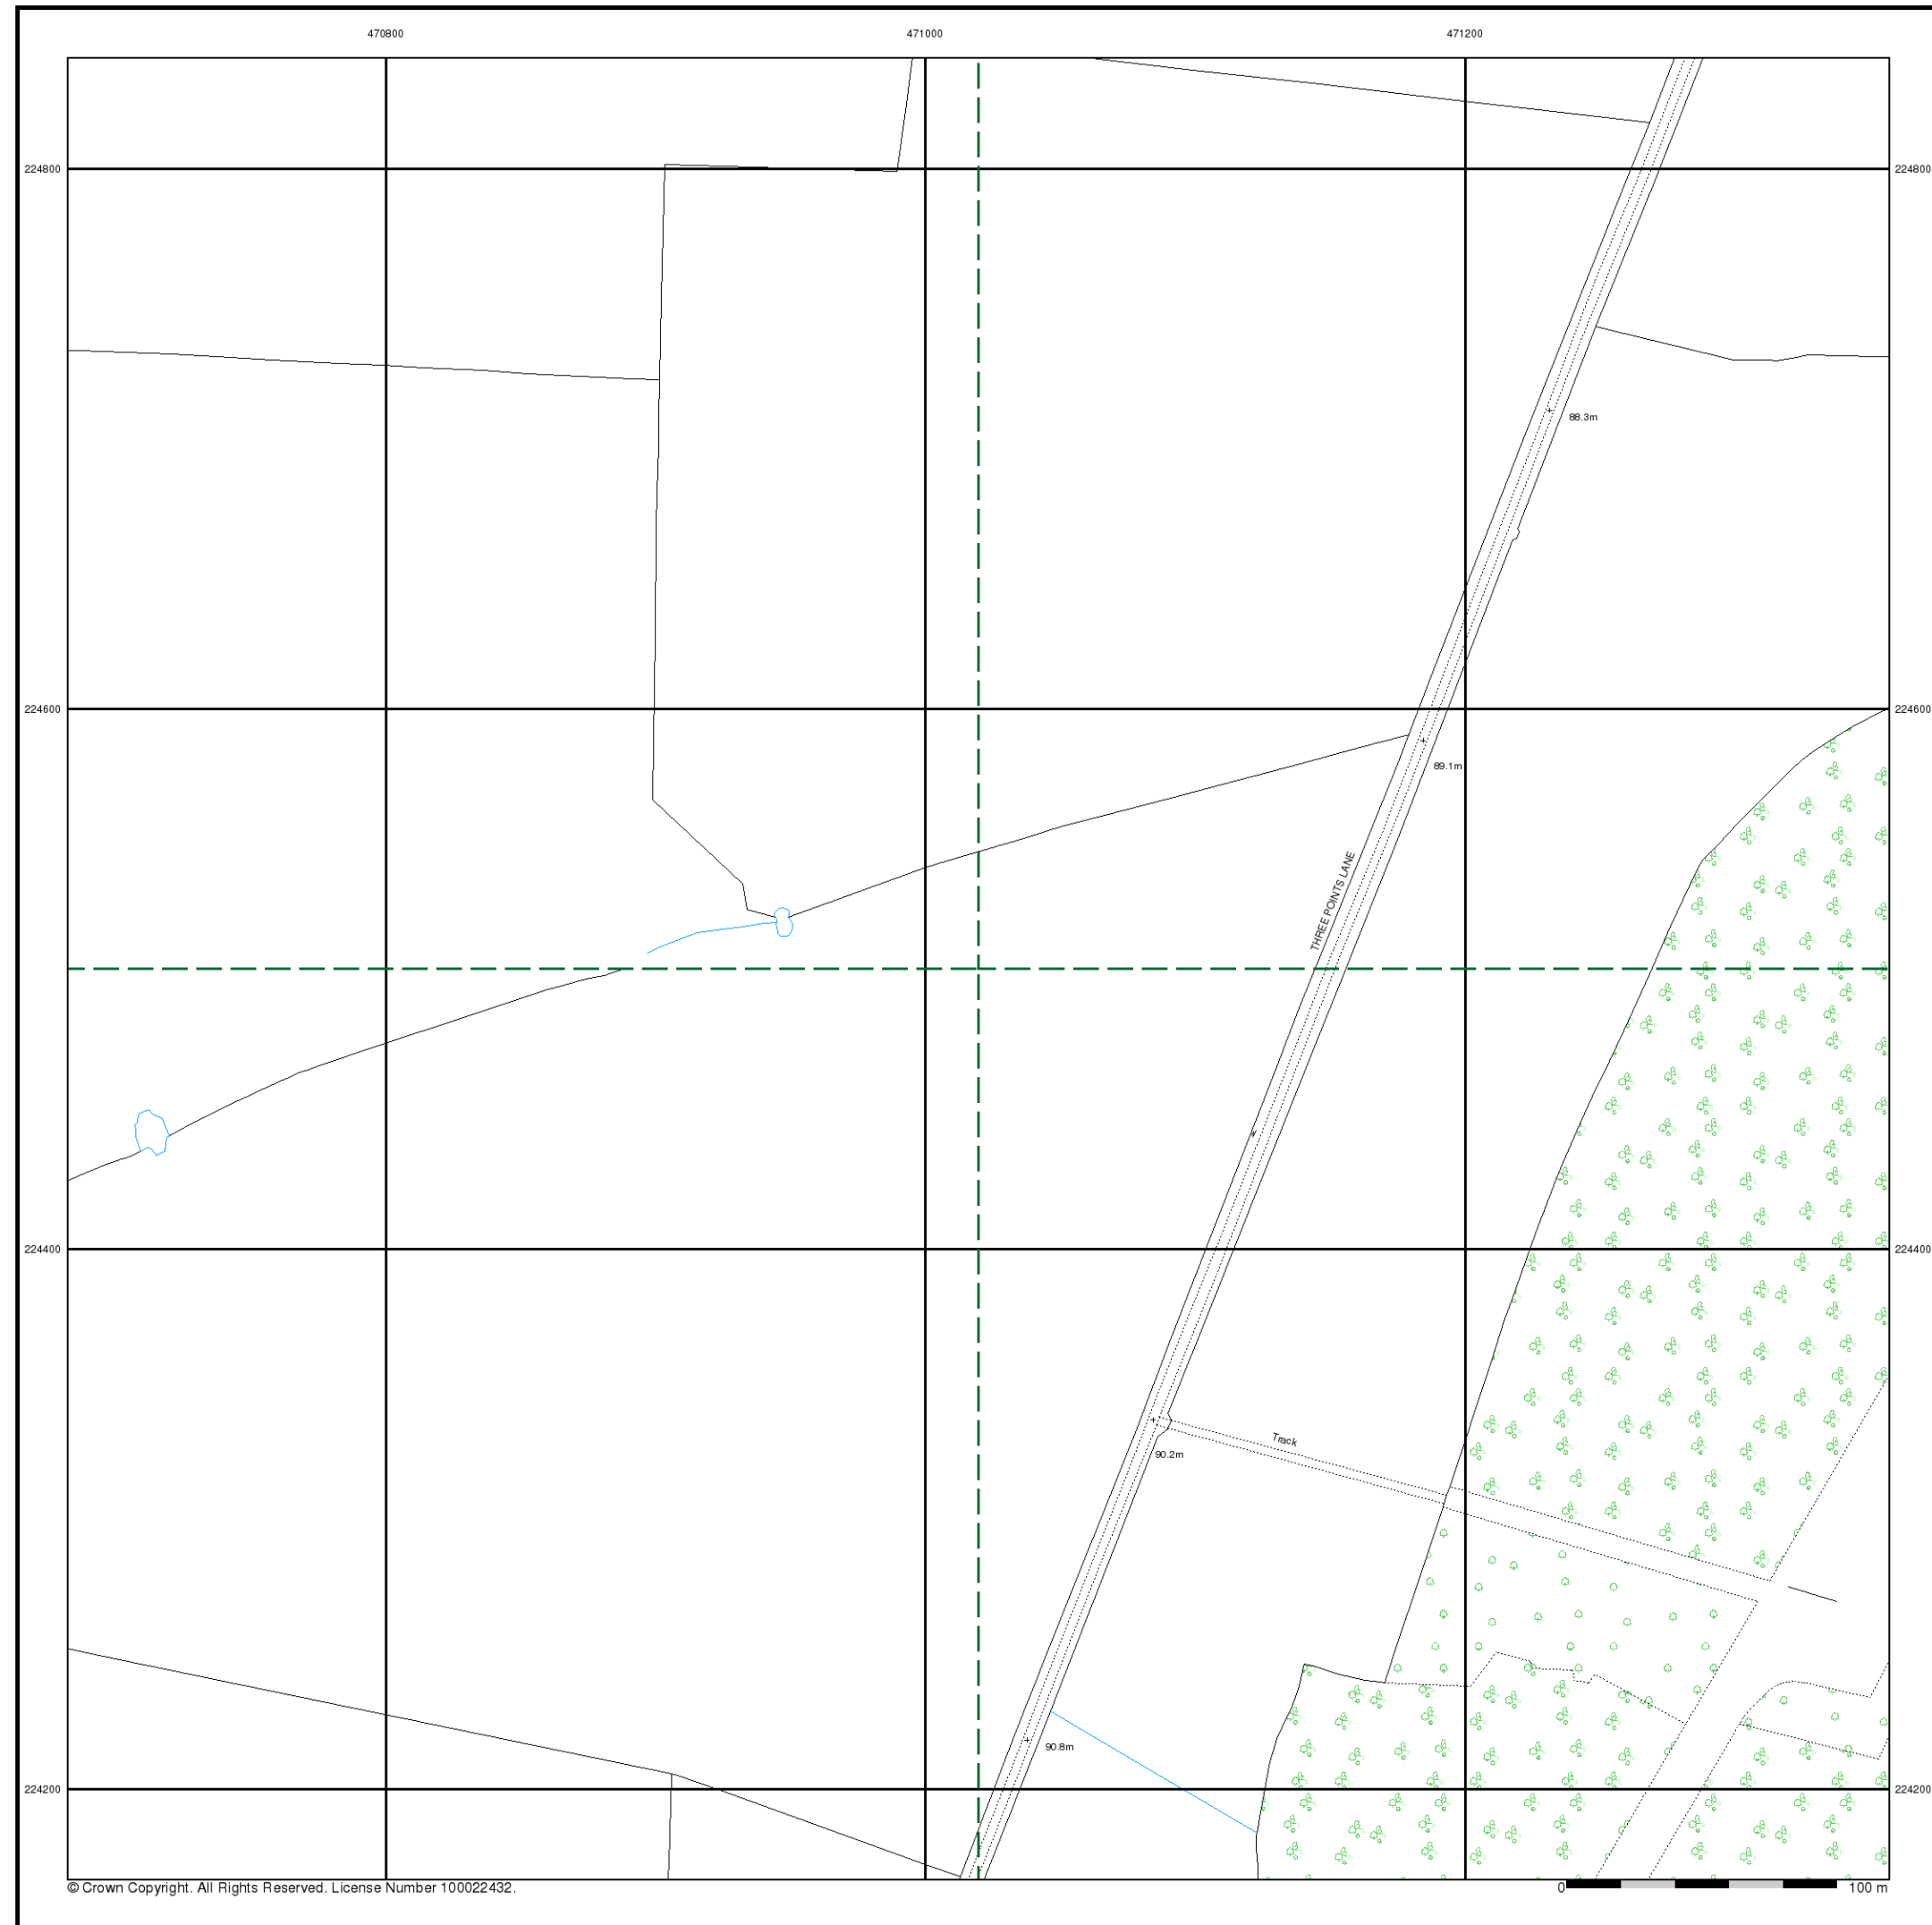 470800 471000 471200
224800 224800
88.3m
224600 224600
89.1m
THREE POINTS LANE
224400 224400
Track
90.2m
90.8m
224200 224200
© Crown Copyright. All Rights Reserved. License Number 100022432.
0 100 m